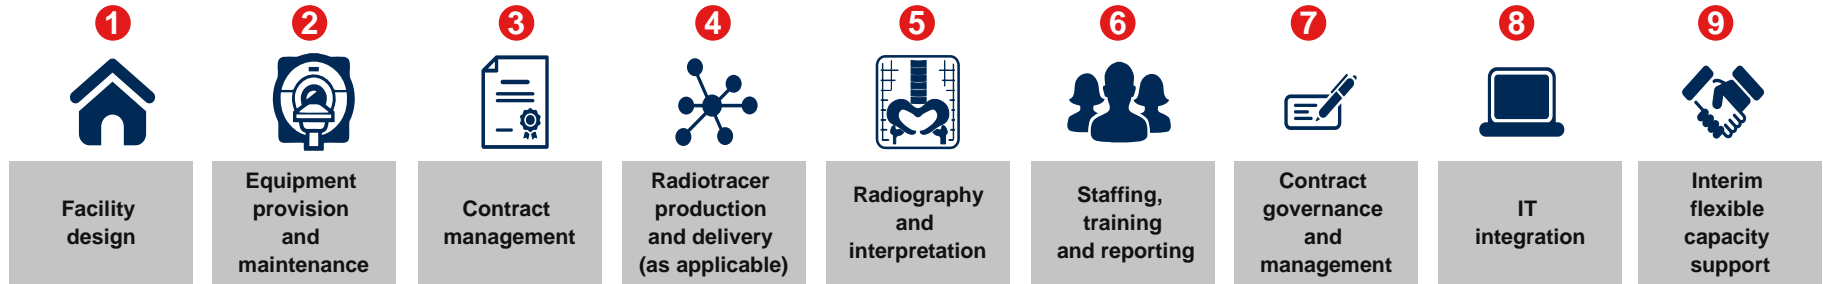 1
Facility
design
2
Equipment
provision
and
maintenance
3
Contract
management
4
Radiotracer
production
and delivery
(as applicable)
5
Radiography
and
interpretation
6
Staffing,
training
and reporting
7
Contract
governance
and
management
8
IT
integration
9
Interim
flexible
capacity
support